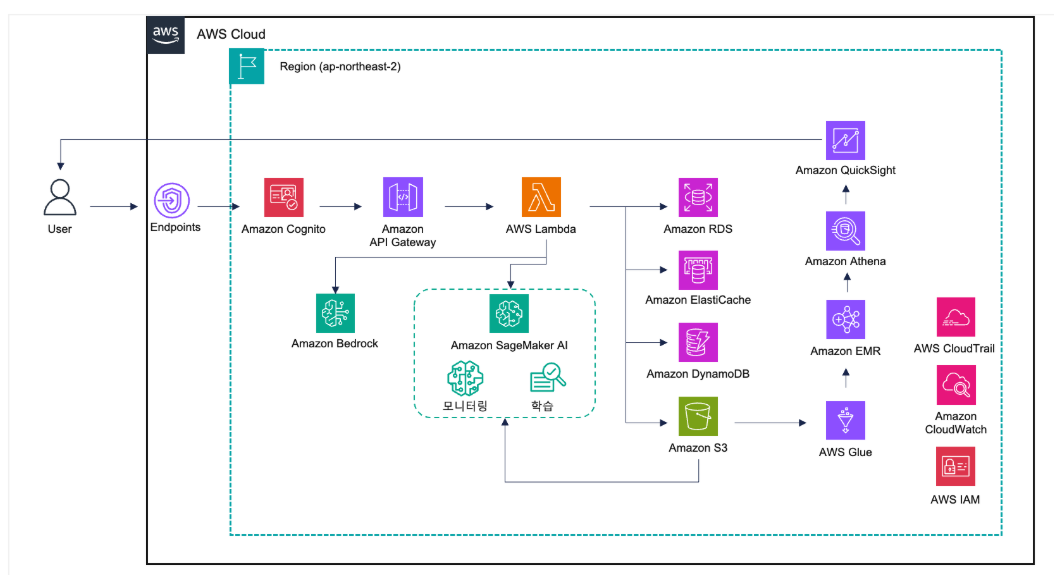 aws
AWS Cloud
Region (ap-northeast-2)
Amazon QuickSight
User
Endpoints
Amazon Cognito
Amazon
API Gateway
AWS Lambda
Amazon RDS
Amazon Athena
Amazon ElastiCache
Amazon Bedrock
Amazon SageMaker AI
모니터링
학습
Amazon DynamoDB
Amazon EMR
AWS CloudTrail
Amazon
CloudWatch
Amazon S3
AWS Glue
AWS IAM